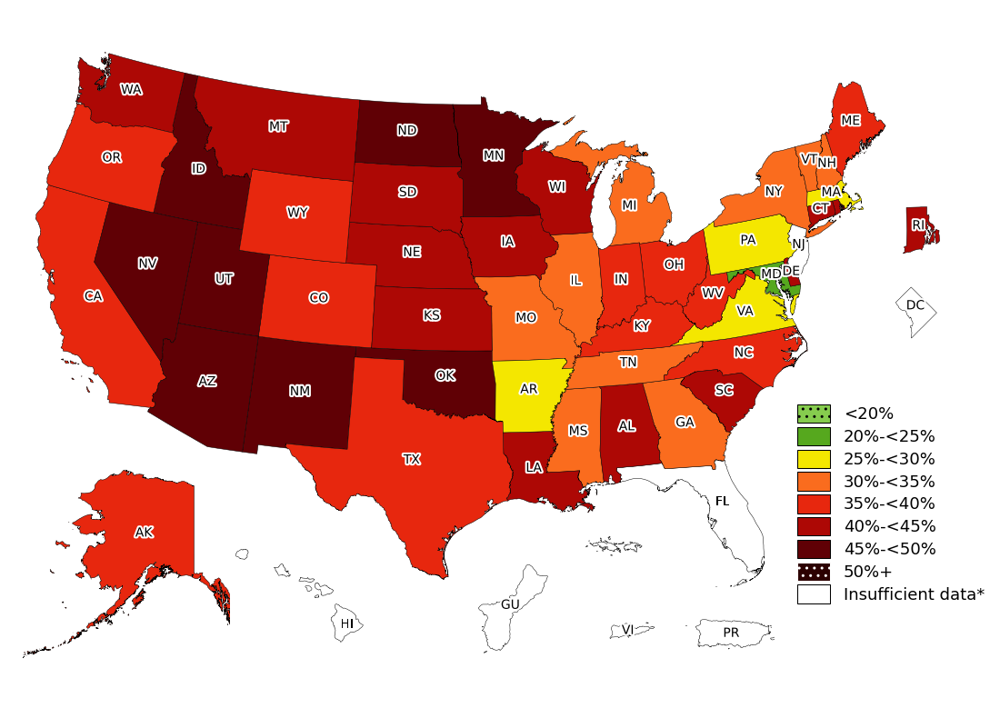 WA
MT
ND
MN
ME
OR
ID
SD
WI
VT
NH
WY
NE
IA
MI
NY
MA
CT
RI
NV
UT
CO
KS
MO
IL
IN
OH
PA
NJ
MD
DE
DC
CA
AZ
NM
OK
AR
KY
WV
VA
TN
NC
SC
MS
AL
GA
TX
LA
FL
AK
HI
GU
VI
PR
<20%
20%-<25%
25%-<30%
30%-<35%
35%-<40%
40%-<45%
45%-<50%
50%+
Insufficient data*